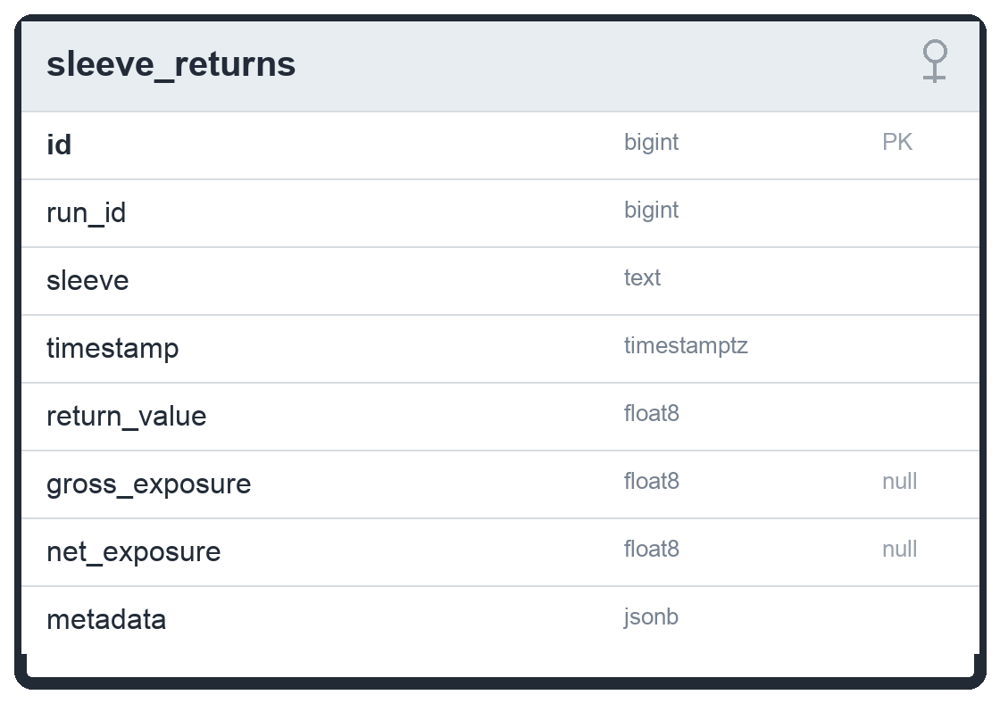 sleeve_returns
id bigint PK
run_id bigint
sleeve text
timestamp timestamptz
return_value float8
gross_exposure float8 null
net_exposure float8 null
metadata jsonb